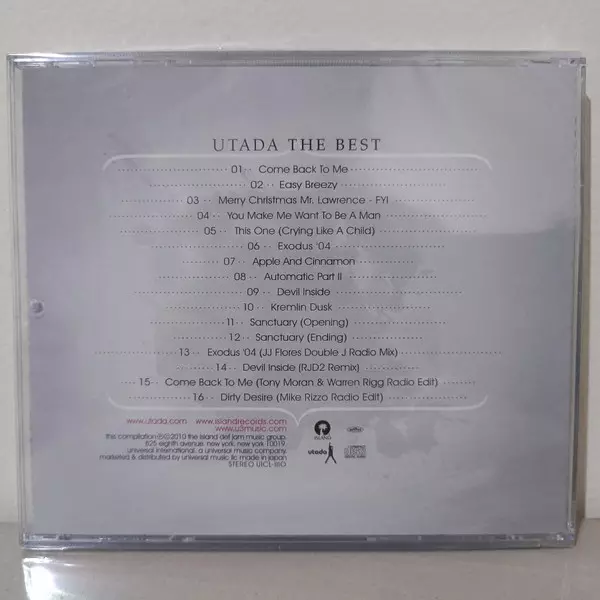 UTADA THE BEST
01 ·· Come Back To Me
02 ·· Easy Breezy
03 ·· Merry Christmas Mr. Lawrence - FYI
04 ·· You Make Me Want To Be A Man
05 ·· This One (Crying Like A Child)
06 ·· Exodus '04
07 ·· Apple And Cinnamon
08 ·· Automatic Part II
09 ·· Devil Inside
10 ·· Kremlin Dusk
11 ·· Sanctuary (Opening)
12 ·· Sanctuary (Ending)
13 ·· Exodus '04 (JJ Flores Double J Radio Mix)
14 ·· Devil Inside (RJD2 Remix)
15 ·· Come Back To Me (Tony Moran & Warren Rigg Radio Edit)
16 ·· Dirty Desire (Mike Rizzo Radio Edit)
www.utada.com www.islandrecords.com
www.u3music.com
this compilation ℗© 2010 the island def jam music group.
825 eighth avenue. new york. new york 10019.
universal international. a universal music company.
marketed & distributed by universal music llc made in japan
STEREO UICL-1110
ISLAND
utada